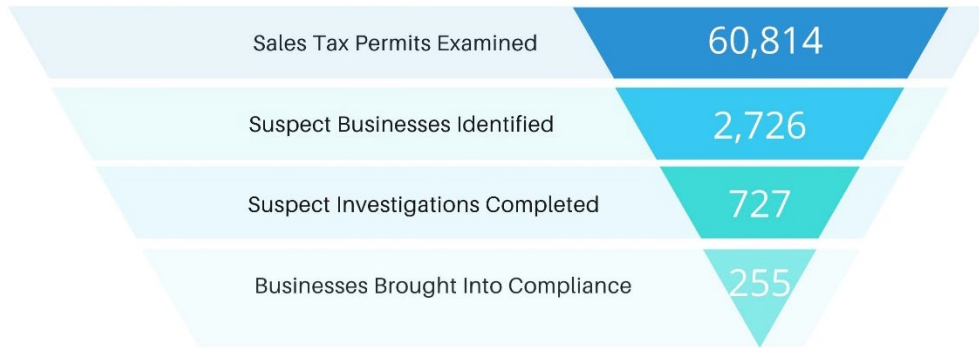 Sales Tax Permits Examined 60,814
Suspect Businesses Identified 2,726
Suspect Investigations Completed 727
Businesses Brought Into Compliance 255